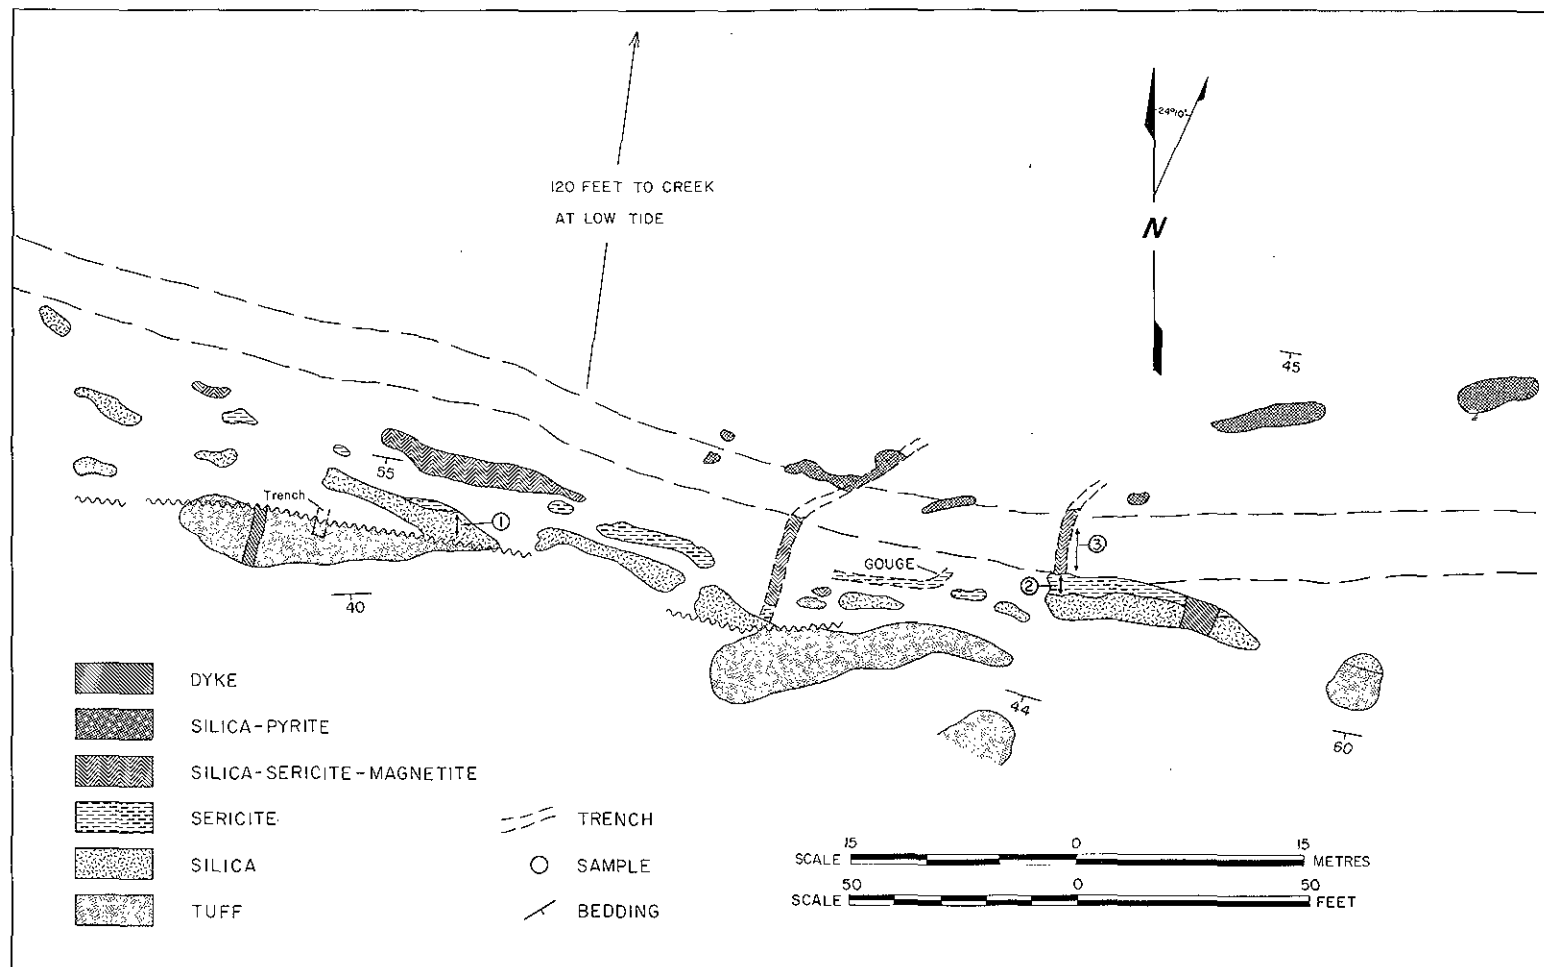 24°10'
120 FEET TO CREEK
AT LOW TIDE
N
45
55
Trench
1
3
GOUGE
2
40
44
60
DYKE
SILICA-PYRITE
SILICA-SERICITE-MAGNETITE
SERICITE
SILICA
TUFF
TRENCH
SAMPLE
BEDDING
15 0 15
SCALE METRES
50 0 50
SCALE FEET